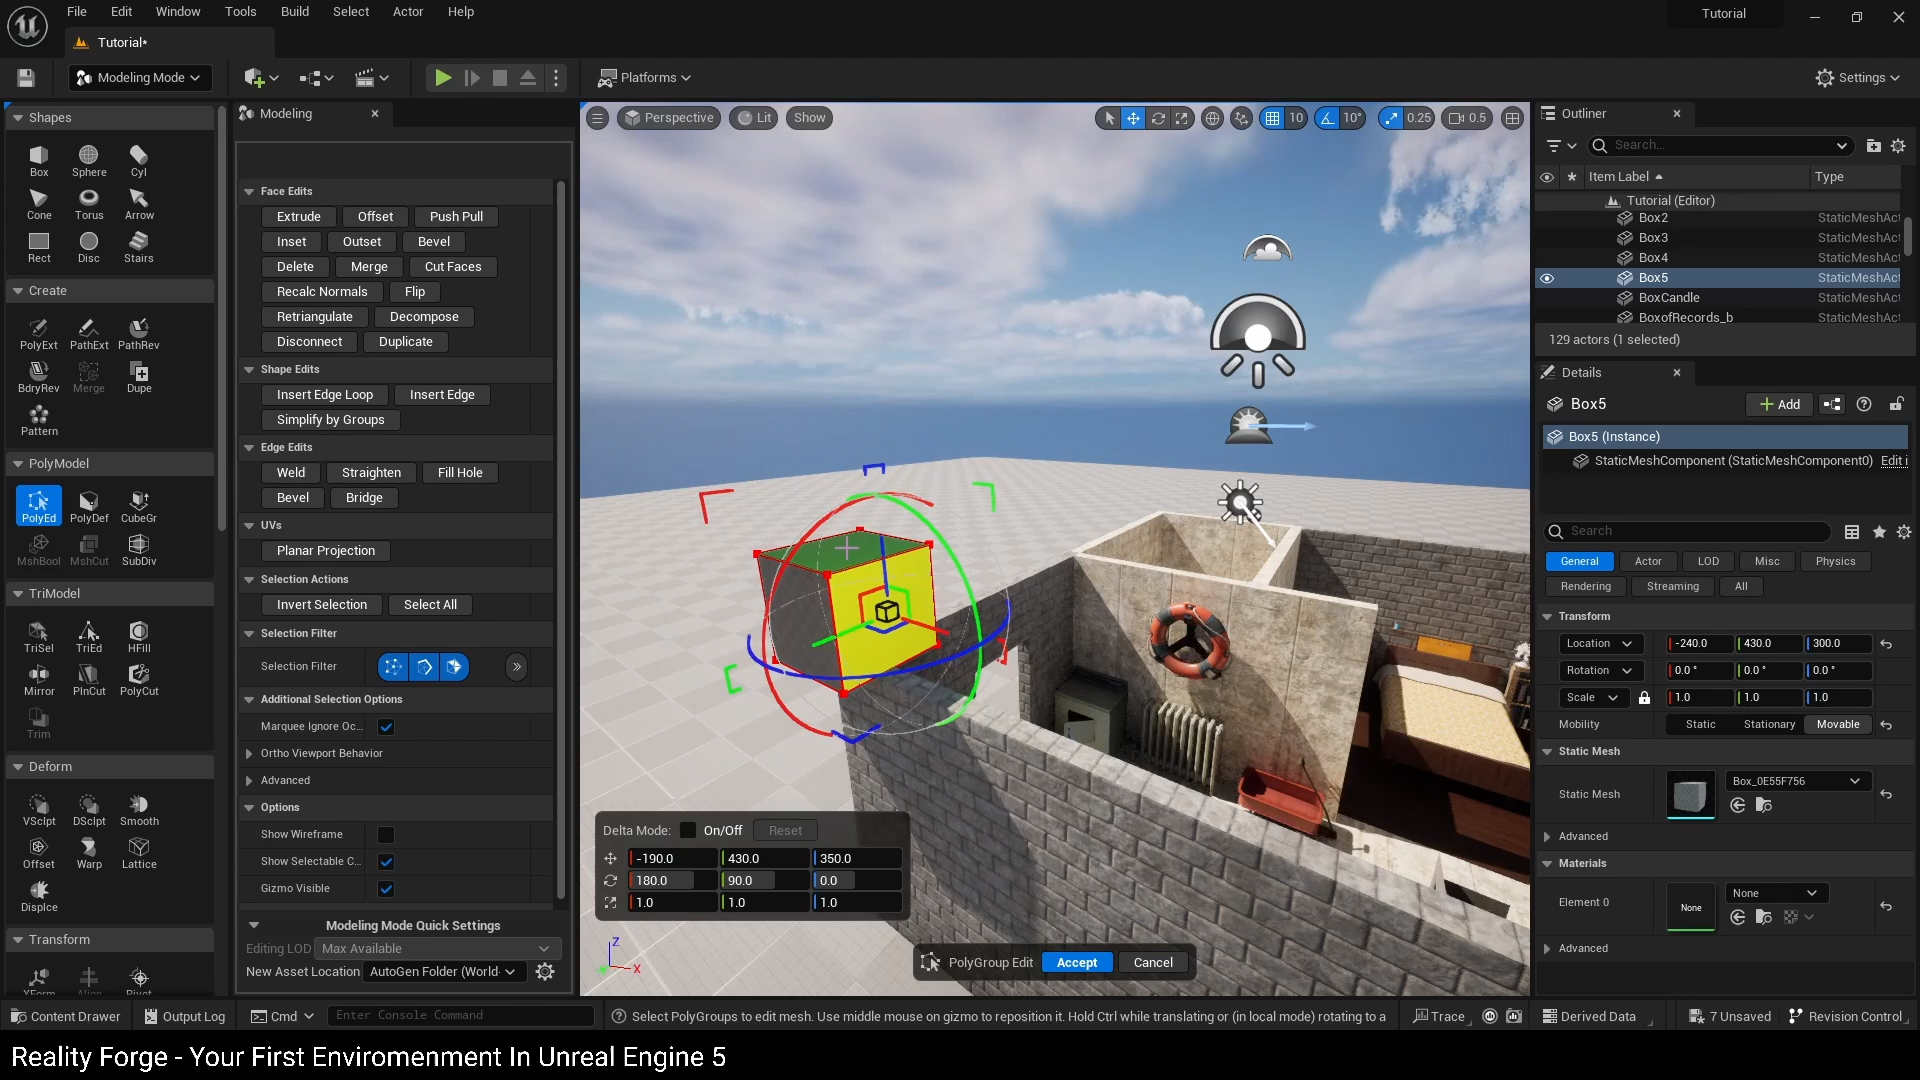 File Edit Window Tools Build Select Actor Help
Tutorial
Tutorial*
Modeling Mode
Platforms
Settings
Shapes
Box Sphere Cyl
Cone Torus Arrow
Rect Disc Stairs
Create
PolyExt PathExt PathRev
BdryRev Merge Dupe
Pattern
PolyModel
PolyEd PolyDef CubeGr
MshBool MshCut SubDiv
TriModel
TriSel TriEd HFill
Mirror PlnCut PolyCut
Trim
Deform
VSclpt DSclpt Smooth
Offset Warp Lattice
Displce
Transform
XForm Align Pivot
Modeling
Face Edits
Extrude Offset Push Pull
Inset Outset Bevel
Delete Merge Cut Faces
Recalc Normals Flip
Retriangulate Decompose
Disconnect Duplicate
Shape Edits
Insert Edge Loop Insert Edge
Simplify by Groups
Edge Edits
Weld Straighten Fill Hole
Bevel Bridge
UVs
Planar Projection
Selection Actions
Invert Selection Select All
Selection Filter
Selection Filter
Additional Selection Options
Marquee Ignore Oc...
Ortho Viewport Behavior
Advanced
Options
Show Wireframe
Show Selectable C...
Gizmo Visible
Modeling Mode Quick Settings
Editing LOD Max Available
New Asset Location AutoGen Folder (World-
Perspective Lit Show
10 10° 0.25 0.5
Delta Mode: On/Off Reset
-190.0 430.0 350.0
180.0 90.0 0.0
1.0 1.0 1.0
Z
X
PolyGroup Edit Accept Cancel
Outliner
Search...
Item Label Type
Tutorial (Editor)
Box2 StaticMeshAct
Box3 StaticMeshAct
Box4 StaticMeshAct
Box5 StaticMeshAct
BoxCandle StaticMeshAct
BoxofRecords_b StaticMeshAct
129 actors (1 selected)
Details
Box5 Add
Box5 (Instance)
StaticMeshComponent (StaticMeshComponent0) Edit i
Search
General Actor LOD Misc Physics
Rendering Streaming All
Transform
Location -240.0 430.0 300.0
Rotation 0.0 ° 0.0 ° 0.0 °
Scale 1.0 1.0 1.0
Mobility Static Stationary Movable
Static Mesh
Static Mesh Box_0E55F756
Advanced
Materials
Element 0 None None
Advanced
Content Drawer Output Log Cmd Enter Console Command Select PolyGroups to edit mesh. Use middle mouse on gizmo to reposition it. Hold Ctrl while translating or (in local mode) rotating to a Trace Derived Data 7 Unsaved Revision Control
Reality Forge - Your First Enviromenment In Unreal Engine 5